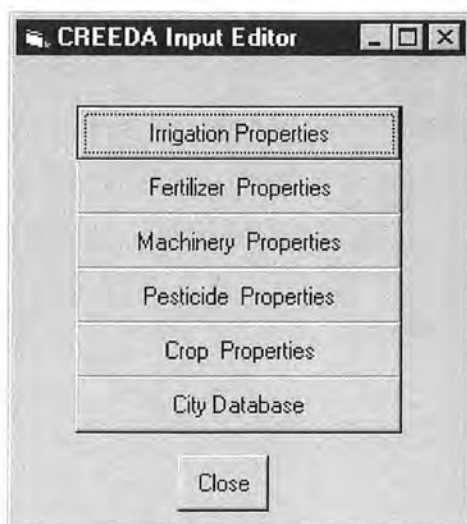 CREEDA Input Editor
Irrigation Properties
Fertilizer Properties
Machinery Properties
Pesticide Properties
Crop Properties
City Database
Close